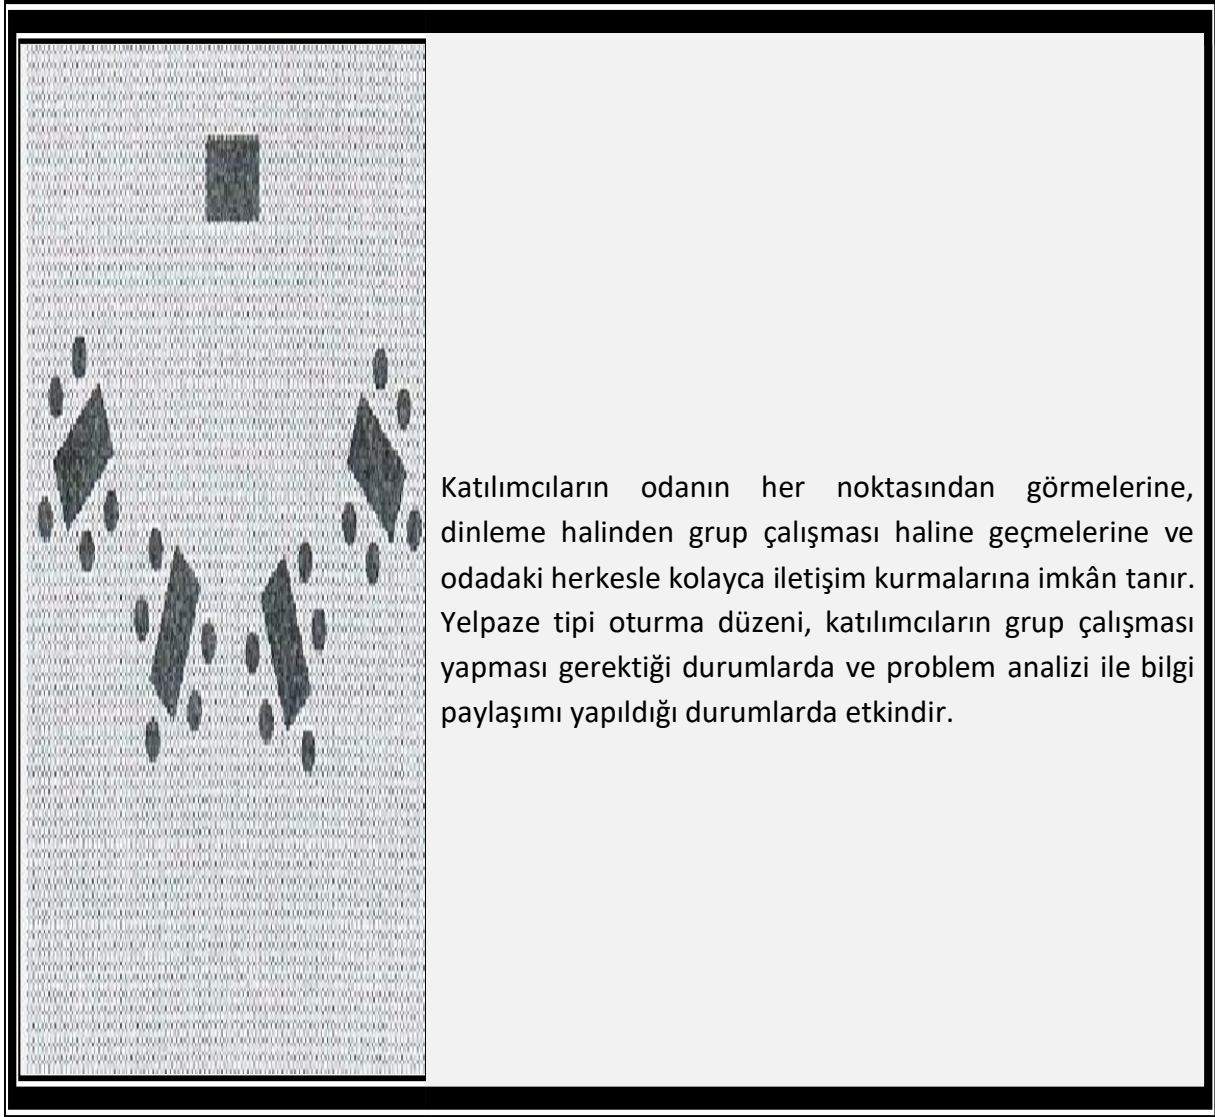 Katılımcıların odanın her noktasından görmelerine,
dinleme halinden grup çalışması haline geçmelerine ve
odadaki herkesle kolayca iletişim kurmalarına imkân tanır.
Yelpaze tipi oturma düzeni, katılımcıların grup çalışması
yapması gerektiği durumlarda ve problem analizi ile bilgi
paylaşımı yapıldığı durumlarda etkindir.